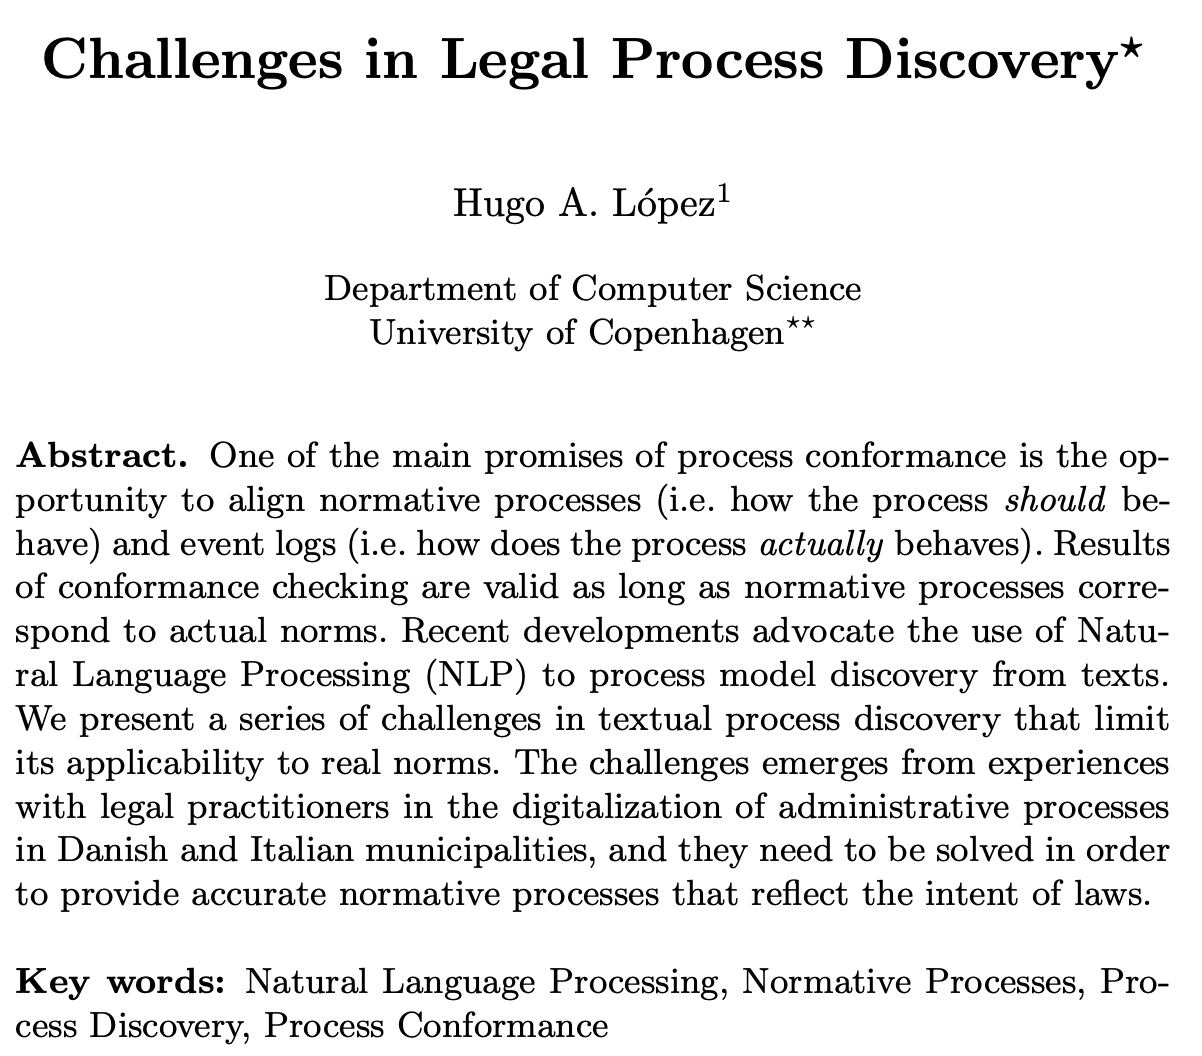 Challenges in Legal Process Discovery⋆
Hugo A. López¹
Department of Computer Science
University of Copenhagen⋆⋆
Abstract. One of the main promises of process conformance is the op-
portunity to align normative processes (i.e. how the process should be-
have) and event logs (i.e. how does the process actually behaves). Results
of conformance checking are valid as long as normative processes corre-
spond to actual norms. Recent developments advocate the use of Natu-
ral Language Processing (NLP) to process model discovery from texts.
We present a series of challenges in textual process discovery that limit
its applicability to real norms. The challenges emerges from experiences
with legal practitioners in the digitalization of administrative processes
in Danish and Italian municipalities, and they need to be solved in order
to provide accurate normative processes that reflect the intent of laws.
Key words: Natural Language Processing, Normative Processes, Pro-
cess Discovery, Process Conformance